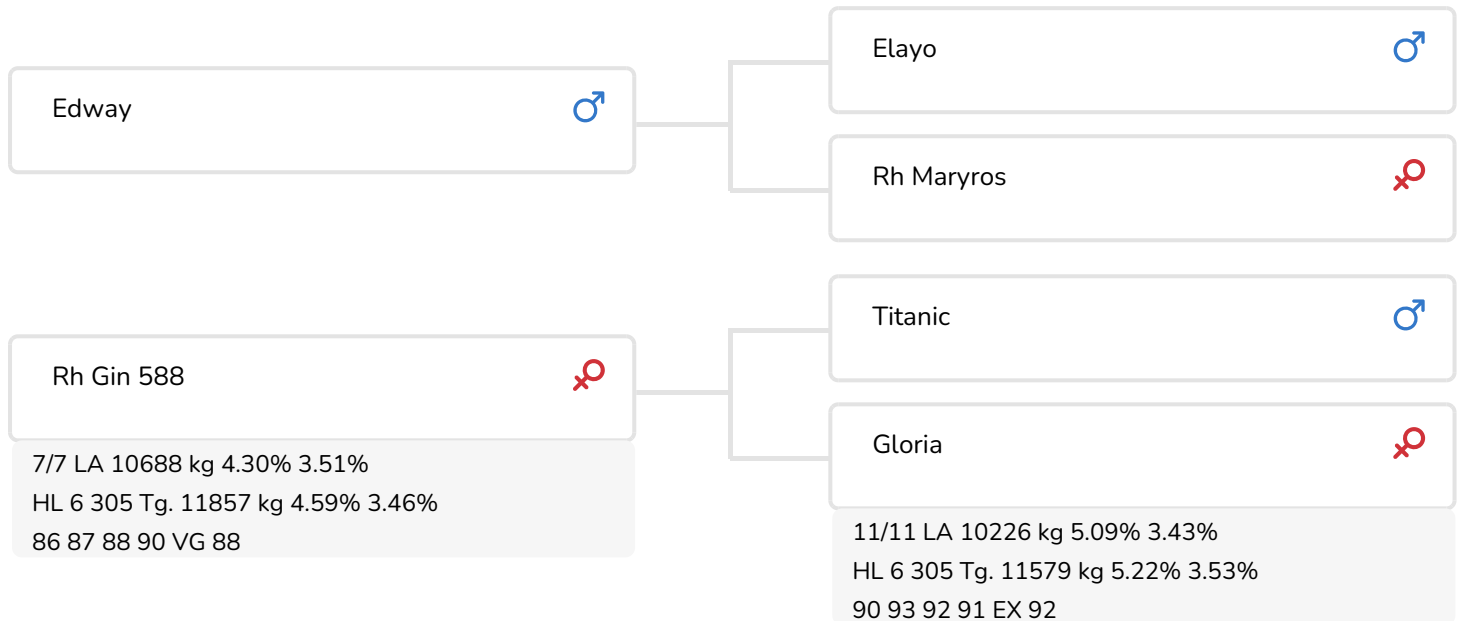 Edway
Elayo
Rh Maryros
Rh Gin 588
7/7 LA 10688 kg 4.30% 3.51%
HL 6 305 Tg. 11857 kg 4.59% 3.46%
86 87 88 90 VG 88
Titanic
Gloria
11/11 LA 10226 kg 5.09% 3.43%
HL 6 305 Tg. 11579 kg 5.22% 3.53%
90 93 92 91 EX 92